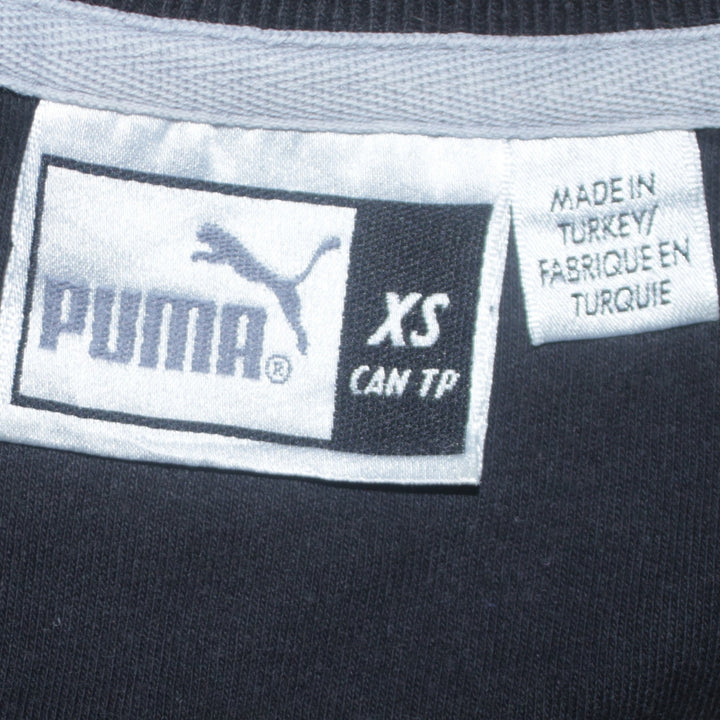 PUMA®
XS
CAN TP
MADE IN
TURKEY/
FABRIQUE EN
TURQUIE